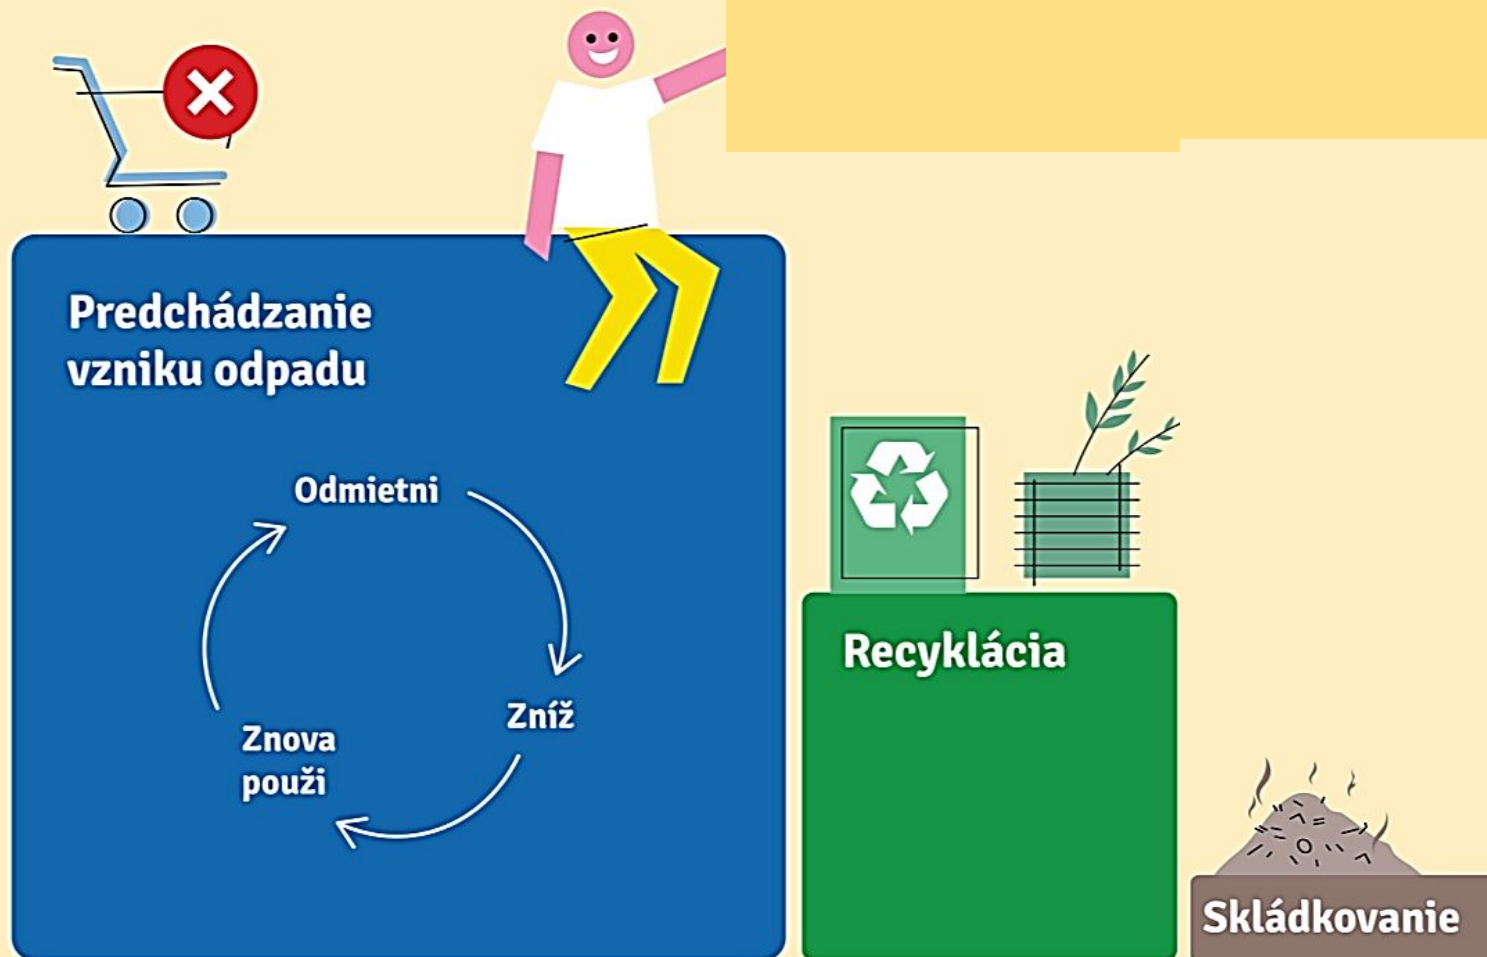 Predchádzanie
vzniku odpadu
Odmietni
Zníž
Znova
použi
Recyklácia
Skládkovanie